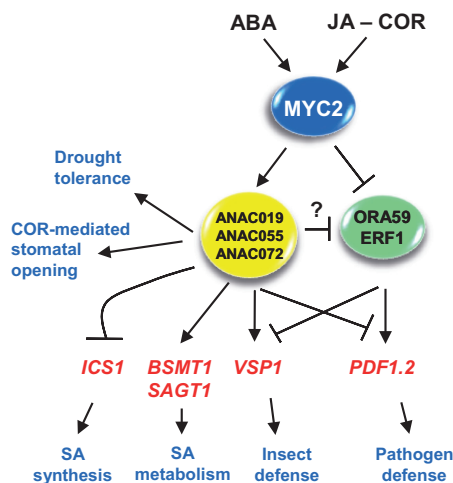 ABA JA – COR
MYC2
Drought
tolerance
COR-mediated
stomatal
opening
ANAC019
ANAC055
ANAC072
?
ORA59
ERF1
ICS1 BSMT1 VSP1 PDF1.2
SAGT1
SA SA Insect Pathogen
synthesis metabolism defense defense